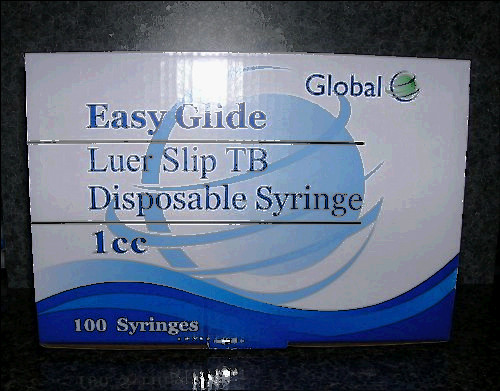 Global
Easy Glide
Luer Slip TB
Disposable Syringe
1cc
100 Syringes